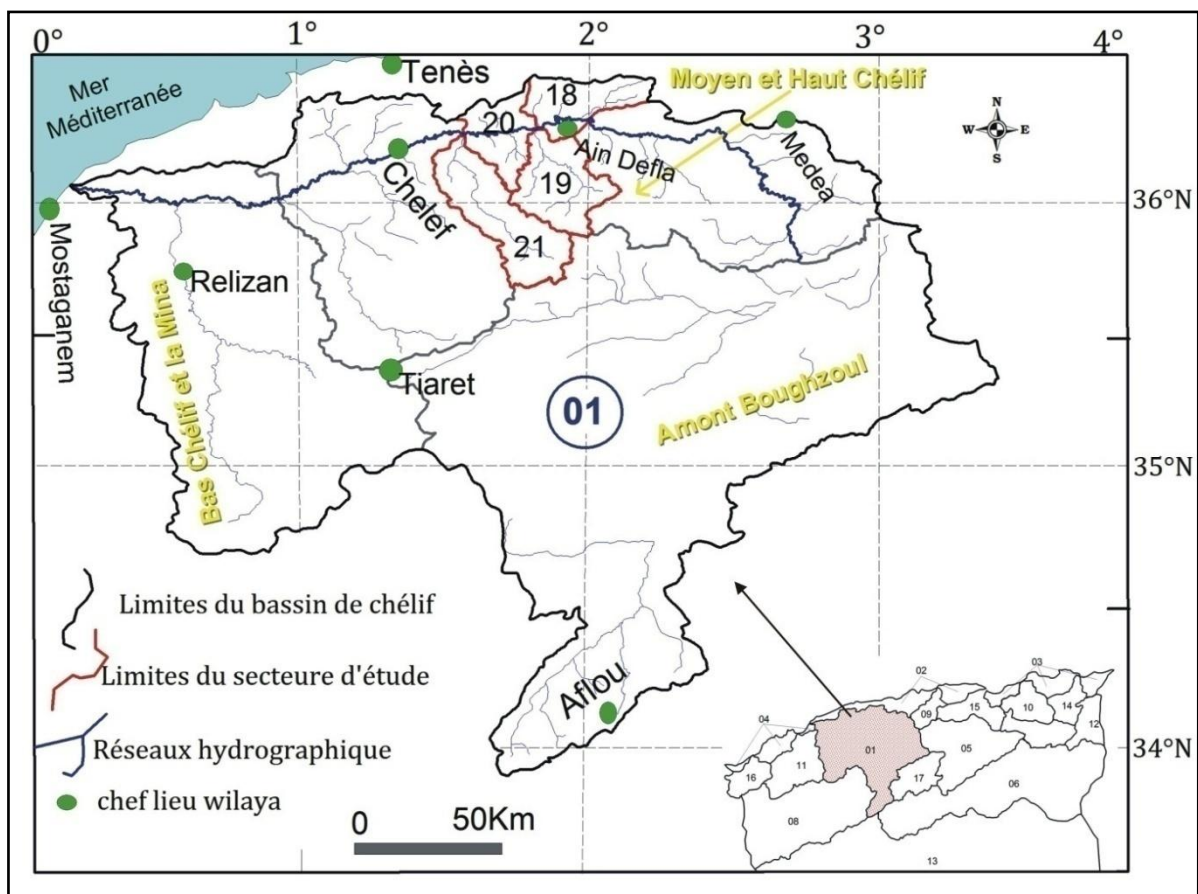 0° 1° 2° 3° 4°
Mer
Méditerranée
Tenès
18
Moyen et Haut Chélif
20
N
W E
S
Ain Defla
Medea
Chelef
19
36°N
Mostaganem
21
Relizan
Bas Chélif et la Mina
Tiaret
01
Amont Boughzoul
35°N
Limites du bassin de chélif
Limites du secteure d'étude
Aflou
Réseaux hydrographique
34°N
chef lieu wilaya
0 50Km
02
03
04
09
15
10
14
12
01
05
11
16
17
06
08
13